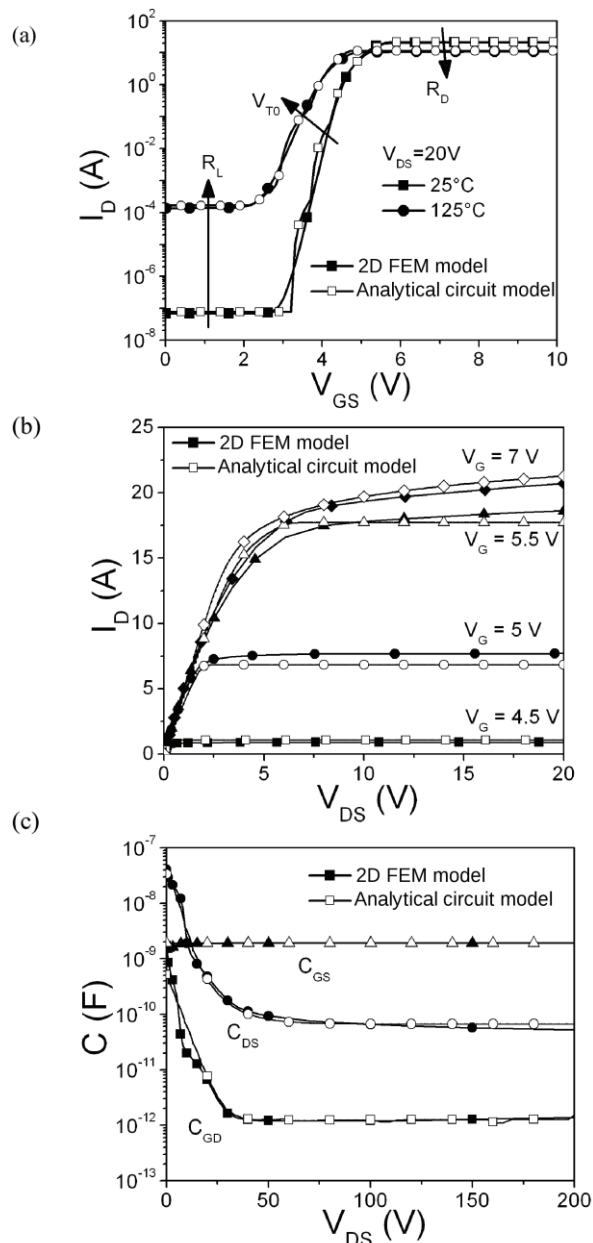 (a)
10^2
10^0
10^-2
10^-4
10^-6
10^-8
I_D (A)
R_L
V_T0
R_D
V_DS=20V
25°C
125°C
2D FEM model
Analytical circuit model
0 2 4 6 8 10
V_GS (V)
(b)
25
20
15
10
5
0
I_D (A)
2D FEM model
Analytical circuit model
V_G = 7 V
V_G = 5.5 V
V_G = 5 V
V_G = 4.5 V
0 5 10 15 20
V_DS (V)
(c)
10^-7
10^-8
10^-9
10^-10
10^-11
10^-12
10^-13
C (F)
2D FEM model
Analytical circuit model
C_GS
C_DS
C_GD
0 50 100 150 200
V_DS (V)